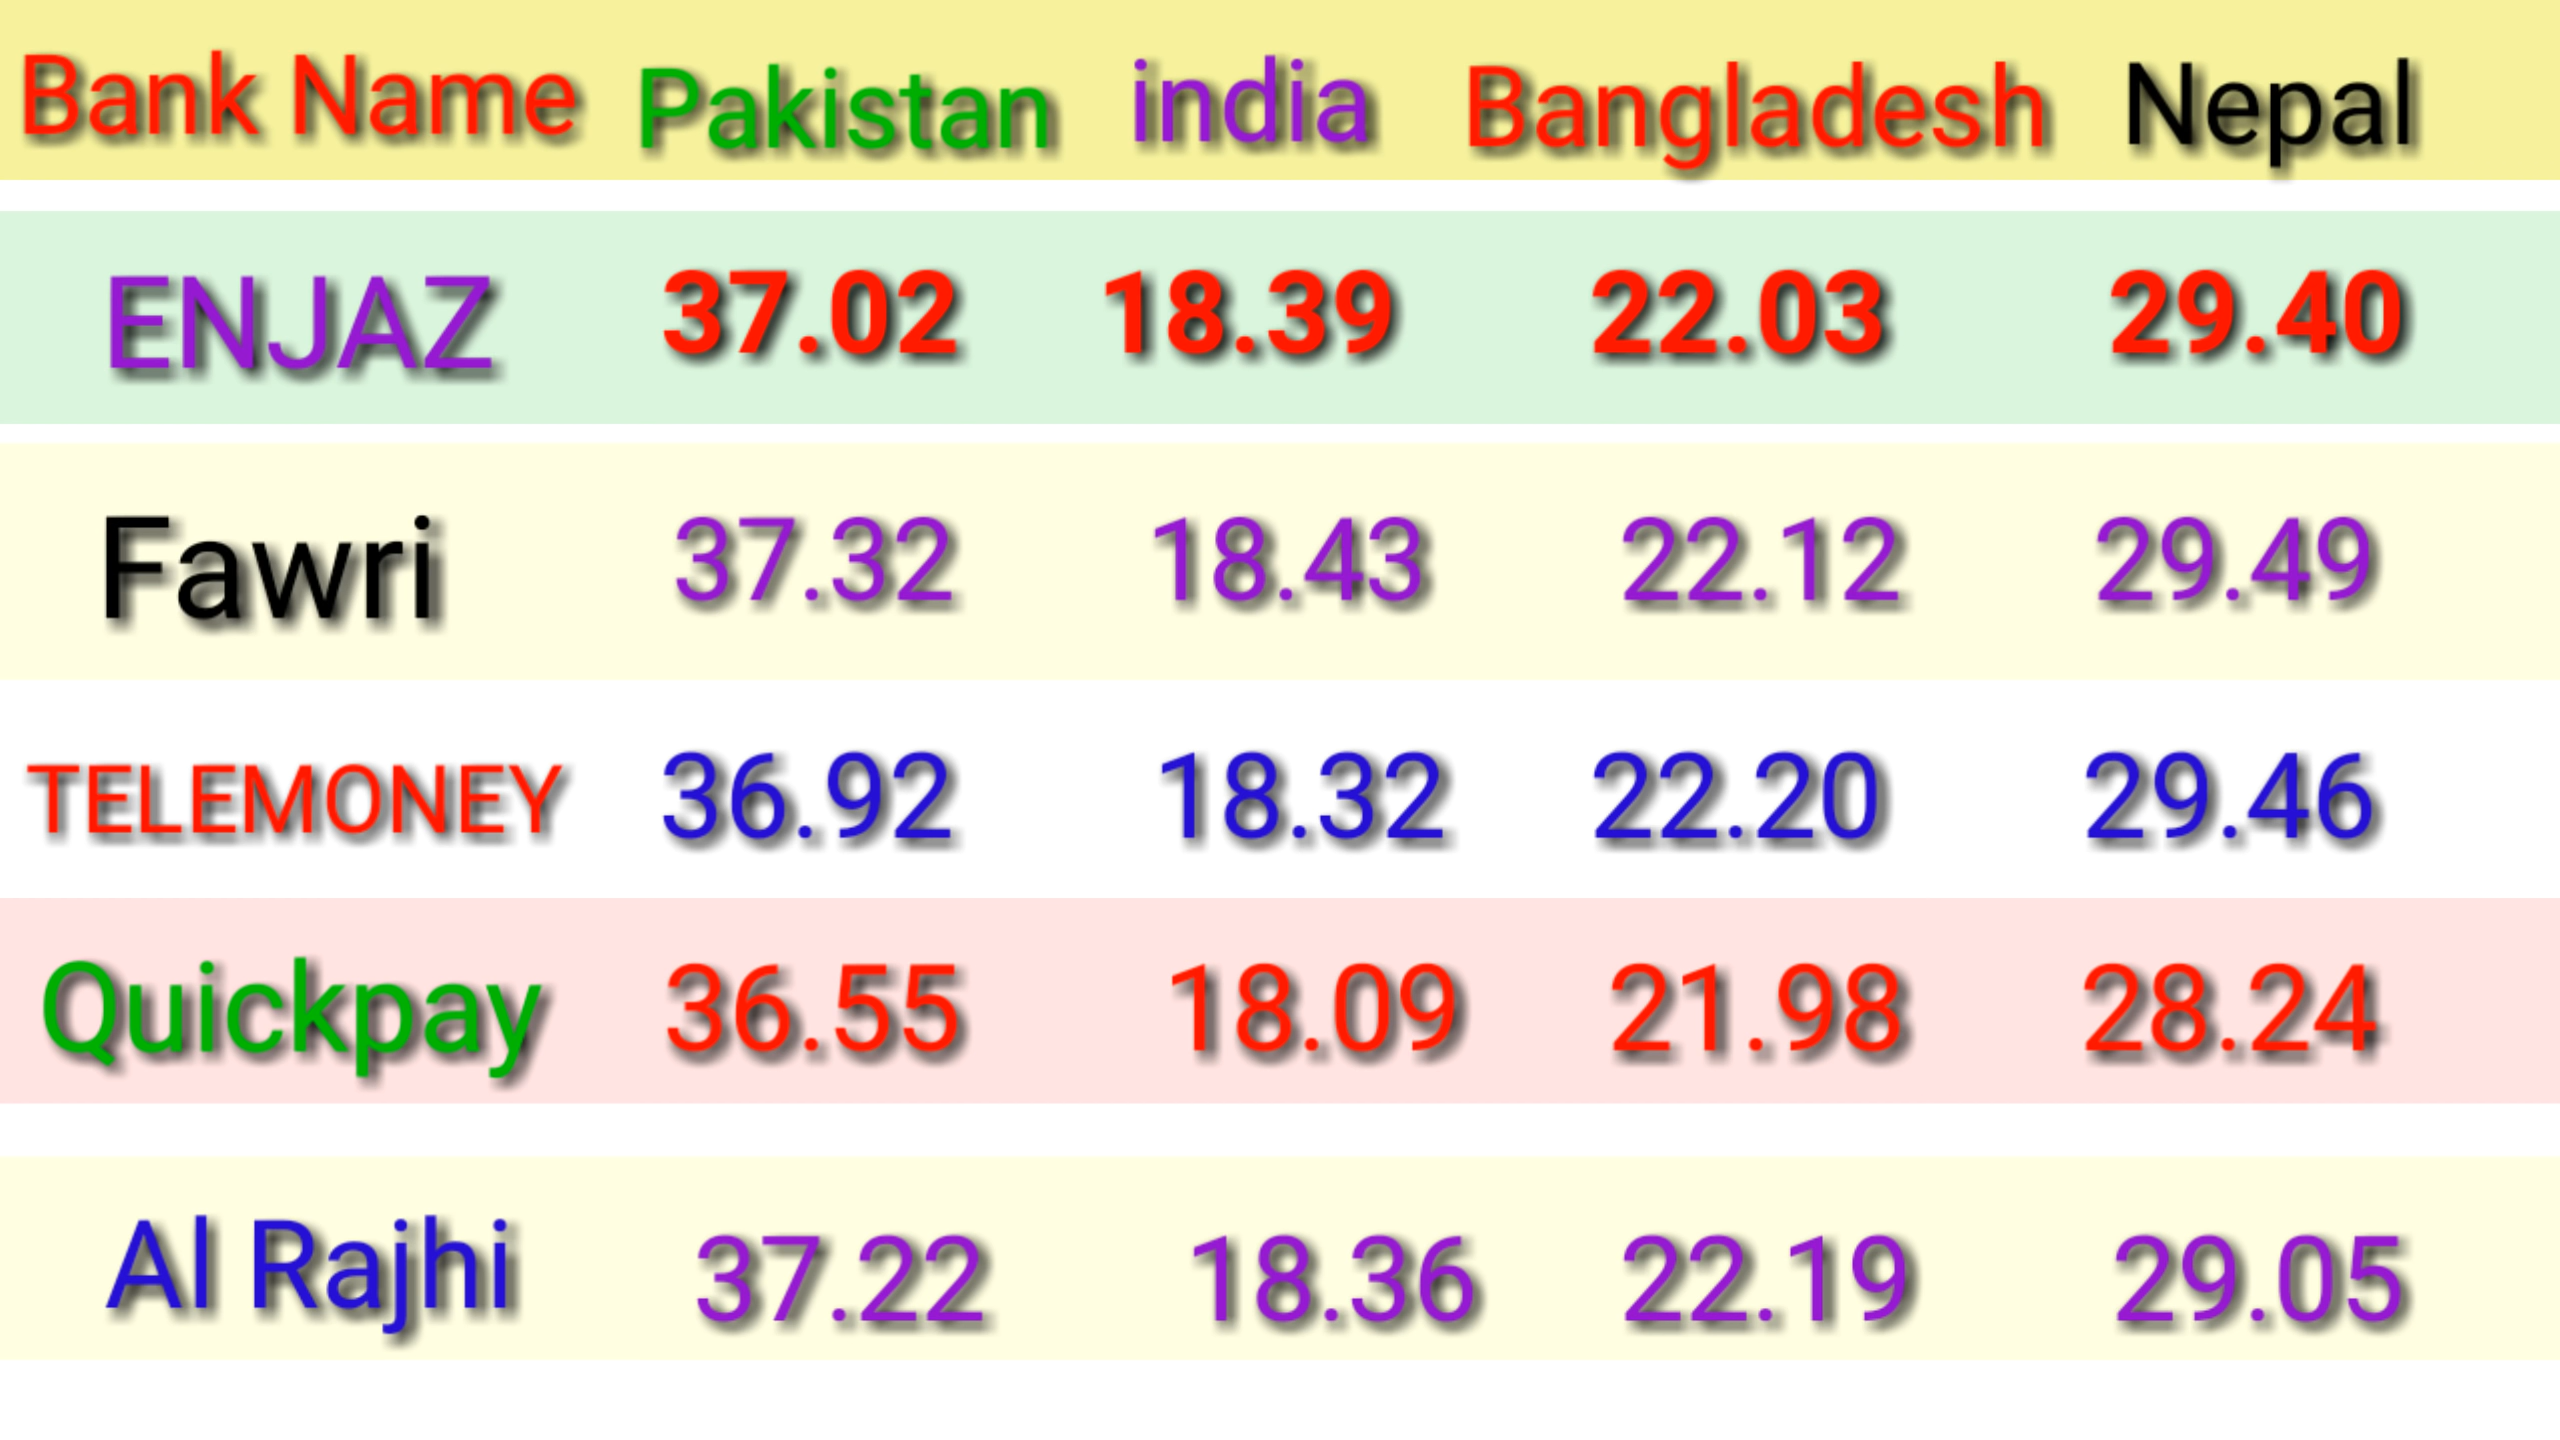 Bank Name Pakistan india Bangladesh Nepal
ENJAZ 37.02 18.39 22.03 29.40
Fawri 37.32 18.43 22.12 29.49
TELEMONEY 36.92 18.32 22.20 29.46
Quickpay 36.55 18.09 21.98 28.24
Al Rajhi 37.22 18.36 22.19 29.05